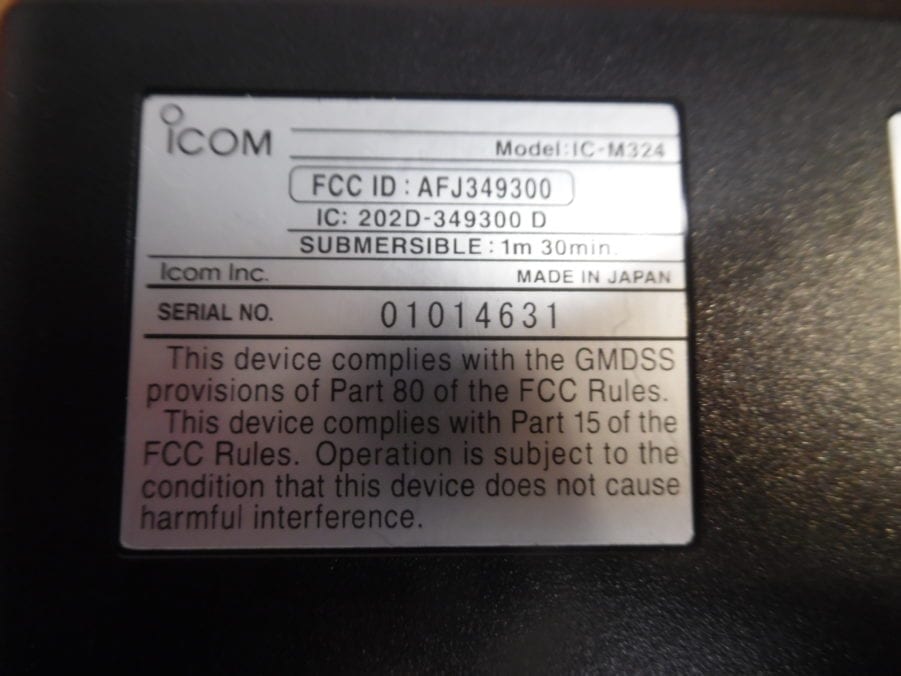 ICOM
Model:IC-M324
FCC ID : AFJ349300
IC: 202D-349300 D
SUBMERSIBLE : 1m 30min.
Icom Inc. MADE IN JAPAN
SERIAL NO. 01014631
This device complies with the GMDSS
provisions of Part 80 of the FCC Rules.
This device complies with Part 15 of the
FCC Rules. Operation is subject to the
condition that this device does not cause
harmful interference.